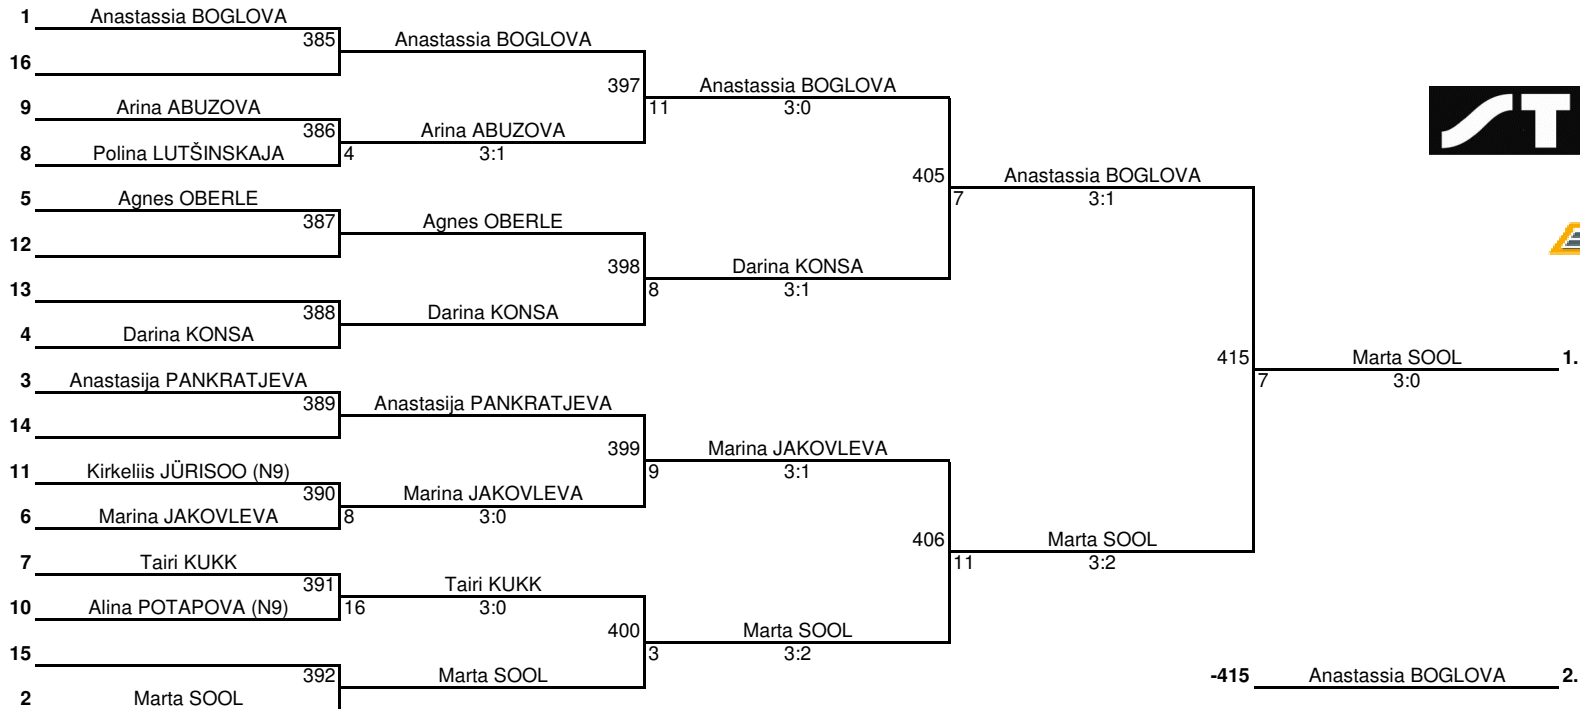 1 Anastassia BOGLOVA
385 Anastassia BOGLOVA
16
397 Anastassia BOGLOVA
9 Arina ABUZOVA 11 3:0
386 Arina ABUZOVA
8 Polina LUTŠINSKAJA 4 3:1
ST
405 Anastassia BOGLOVA
5 Agnes OBERLE 7 3:1
387 Agnes OBERLE
12
398 Darina KONSA
13 8 3:1
388 Darina KONSA
4 Darina KONSA
415 Marta SOOL 1.
3 Anastasija PANKRATJEVA 7 3:0
389 Anastasija PANKRATJEVA
14
399 Marina JAKOVLEVA
11 Kirkeliis JÜRISOO (N9) 9 3:1
390 Marina JAKOVLEVA
6 Marina JAKOVLEVA 8 3:0
406 Marta SOOL
7 Tairi KUKK 11 3:2
391 Tairi KUKK
10 Alina POTAPOVA (N9) 16 3:0
400 Marta SOOL
15 3 3:2
392 Marta SOOL -415 Anastassia BOGLOVA 2.
2 Marta SOOL